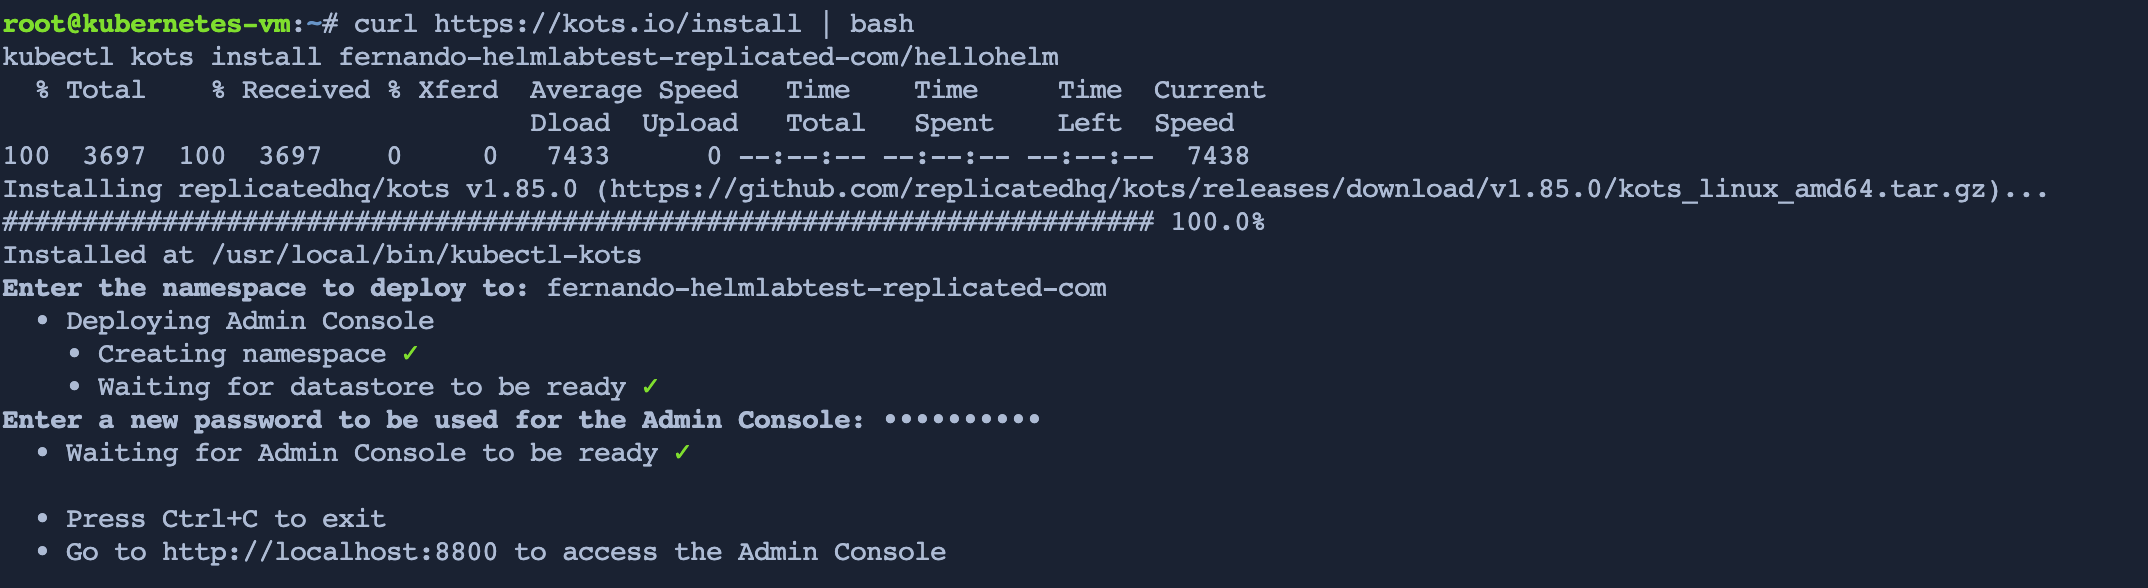 root@kubernetes-vm:~# curl https://kots.io/install | bash
kubectl kots install fernando-helmlabtest-replicated-com/hellohelm
  % Total    % Received % Xferd  Average Speed   Time    Time     Time  Current
                                 Dload  Upload   Total   Spent    Left  Speed
100  3697  100  3697    0     0   7433      0 --:--:-- --:--:-- --:--:--  7438
Installing replicatedhq/kots v1.85.0 (https://github.com/replicatedhq/kots/releases/download/v1.85.0/kots_linux_amd64.tar.gz)...
######################################################################## 100.0%
Installed at /usr/local/bin/kubectl-kots
Enter the namespace to deploy to: fernando-helmlabtest-replicated-com
  • Deploying Admin Console
    • Creating namespace ✓
    • Waiting for datastore to be ready ✓
Enter a new password to be used for the Admin Console: ••••••••••
  • Waiting for Admin Console to be ready ✓

  • Press Ctrl+C to exit
  • Go to http://localhost:8800 to access the Admin Console